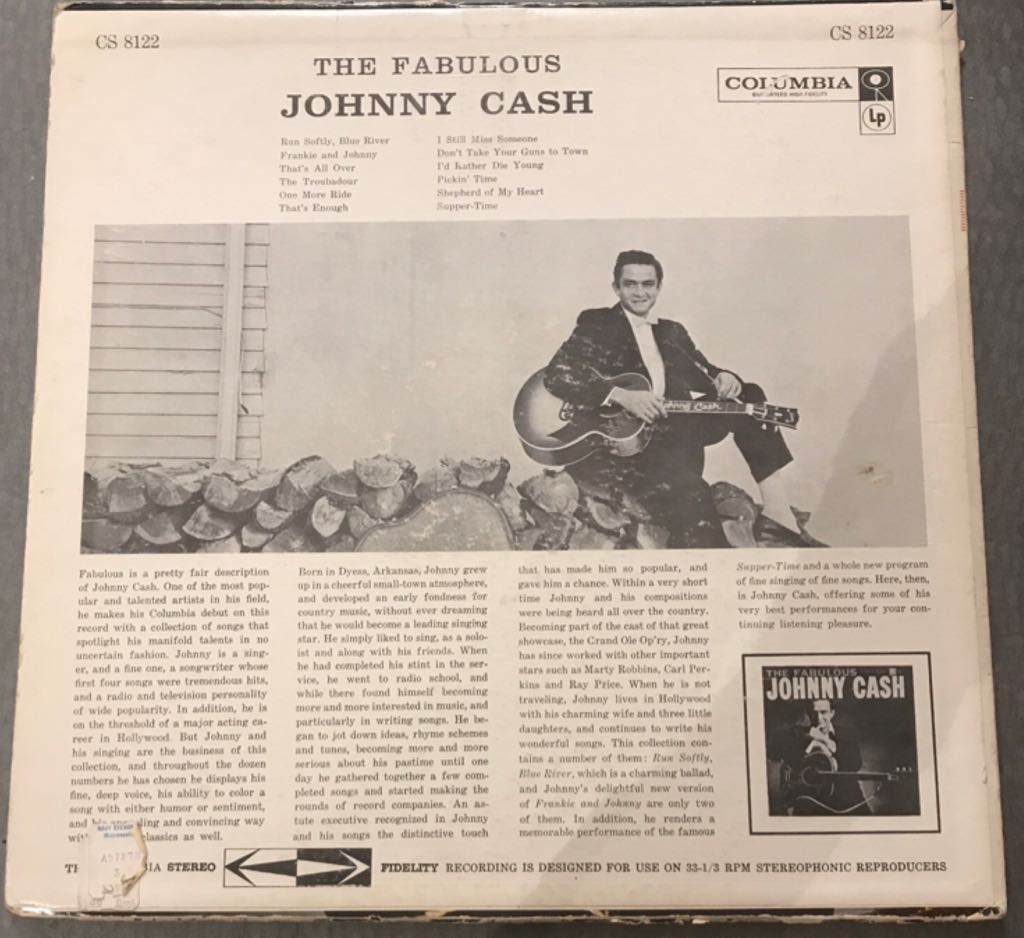 CS 8122
CS 8122
THE FABULOUS
JOHNNY CASH
COLUMBIA
GUARANTEED HIGH FIDELITY
Lp
Run Softly, Blue River
Frankie and Johnny
That's All Over
The Troubadour
One More Ride
That's Enough
I Still Miss Someone
Don't Take Your Guns to Town
I'd Rather Die Young
Pickin' Time
Shepherd of My Heart
Supper-Time
Johnny Cash
Fabulous is a pretty fair description
of Johnny Cash. One of the most pop-
ular and talented artists in his field,
he makes his Columbia debut on this
record with a collection of songs that
spotlight his manifold talents in no
uncertain fashion. Johnny is a sing-
er, and a fine one, a songwriter whose
first four songs were tremendous hits,
and a radio and television personality
of wide popularity. In addition, he is
on the threshold of a major acting ca-
reer in Hollywood. But Johnny and
his singing are the business of this
collection, and throughout the dozen
numbers he has chosen he displays his
fine, deep voice, his ability to color a
song with either humor or sentiment,
and convincing way
classics as well.
Born in Dyess, Arkansas, Johnny grew
up in a cheerful small-town atmosphere,
and developed an early fondness for
country music, without ever dreaming
that he would become a leading singing
star. He simply liked to sing, as a solo-
ist and along with his friends. When
he had completed his stint in the ser-
vice, he went to radio school, and
while there found himself becoming
more and more interested in music, and
particularly in writing songs. He be-
gan to jot down ideas, rhyme schemes
and tunes, becoming more and more
serious about his pastime until one
day he gathered together a few com-
pleted songs and started making the
rounds of record companies. An as-
tute executive recognized in Johnny
and his songs the distinctive touch
that has made him so popular, and
gave him a chance. Within a very short
time Johnny and his compositions
were being heard all over the country.
Becoming part of the cast of that great
showcase, the Grand Ole Op'ry, Johnny
has since worked with other important
stars such as Marty Robbins, Carl Per-
kins and Ray Price. When he is not
traveling, Johnny lives in Hollywood
with his charming wife and three little
daughters, and continues to write his
wonderful songs. This collection con-
tains a number of them: Run Softly,
Blue River, which is a charming ballad,
and Johnny's delightful new version
of Frankie and Johnny are only two
of them. In addition, he renders a
memorable performance of the famous
Supper-Time and a whole new program
of fine singing of fine songs. Here, then,
is Johnny Cash, offering some of his
very best performances for your con-
tinuing listening pleasure.
THE FABULOUS
JOHNNY CASH
STEREO FIDELITY RECORDING IS DESIGNED FOR USE ON 33-1/3 RPM STEREOPHONIC REPRODUCERS